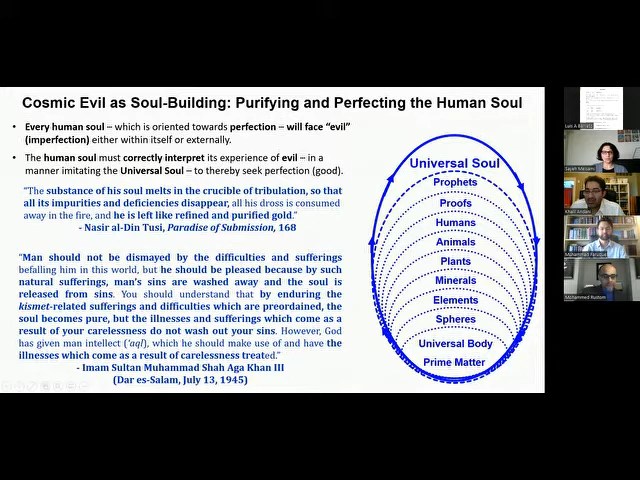 Cosmic Evil as Soul-Building: Purifying and Perfecting the Human Soul
• Every human soul – which is oriented towards perfection – will face "evil"
(imperfection) either within itself or externally.
• The human soul must correctly interpret its experience of evil – in a
manner imitating the Universal Soul – to thereby seek perfection (good).
"The substance of his soul melts in the crucible of tribulation, so that
all its impurities and deficiencies disappear, all his dross is consumed
away in the fire, and he is left like refined and purified gold."
- Nasir al-Din Tusi, Paradise of Submission, 168
"Man should not be dismayed by the difficulties and sufferings
befalling him in this world, but he should be pleased because by such
natural sufferings, man's sins are washed away and the soul is
released from sins. You should understand that by enduring the
kismet-related sufferings and difficulties which are preordained, the
soul becomes pure, but the illnesses and sufferings which come as a
result of your carelessness do not wash out your sins. However, God
has given man intellect ('aql), which he should make use of and have the
illnesses which come as a result of carelessness treated."
- Imam Sultan Muhammad Shah Aga Khan III
(Dar es-Salam, July 13, 1945)
Universal Soul
Prophets
Proofs
Humans
Animals
Plants
Minerals
Elements
Spheres
Universal Body
Prime Matter
Khalil Andani
Muhammad Faruque
Mohammed Rustom